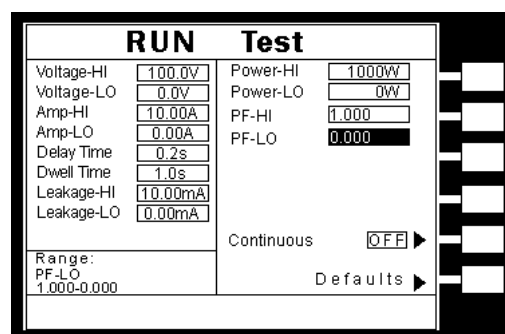 RUN Test
Voltage-HI 100.0V
Voltage-LO 0.0V
Amp-HI 10.00A
Amp-LO 0.00A
Delay Time 0.2s
Dwell Time 1.0s
Leakage-HI 10.00mA
Leakage-LO 0.00mA
Power-HI 1000W
Power-LO 0W
PF-HI 1.000
PF-LO 0.000
Continuous OFF
Defaults
Range:
PF-LO
1.000-0.000